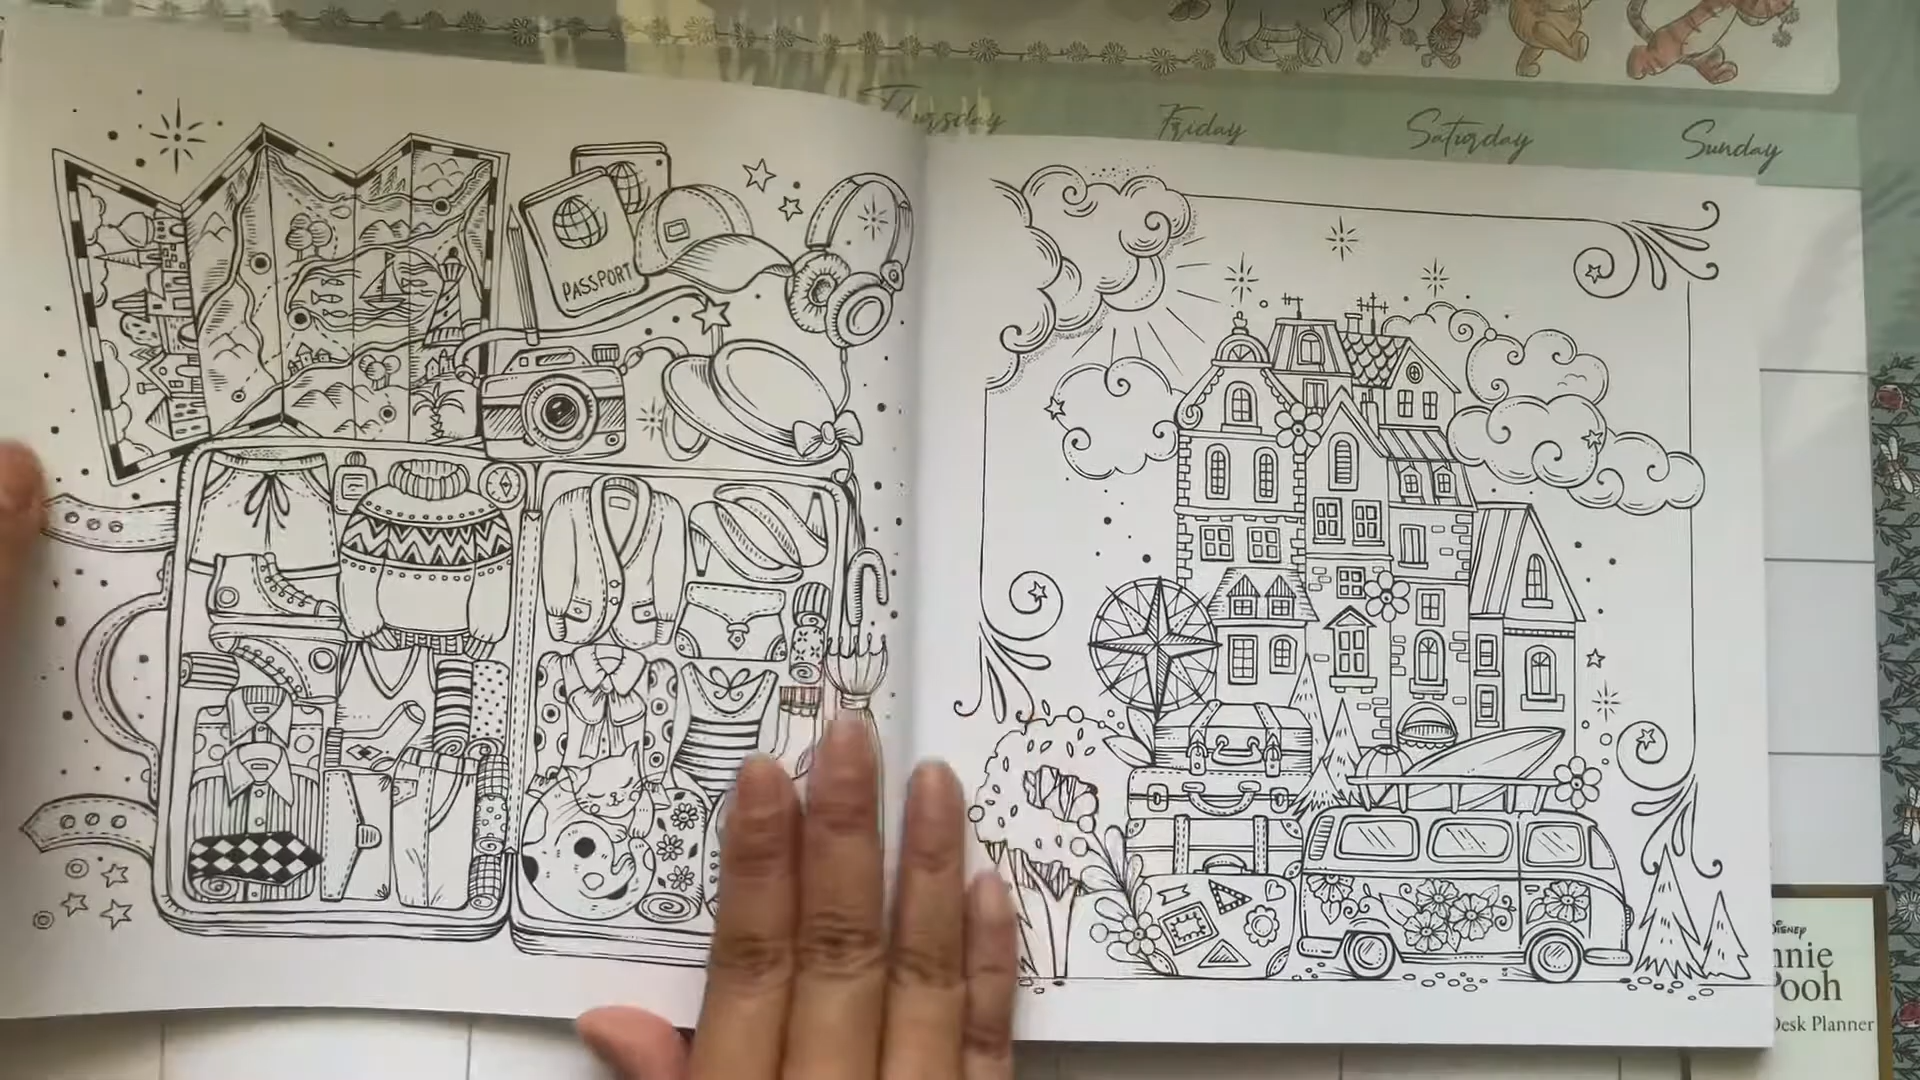 Thursday
Friday
Saturday
Sunday
PASSPORT
Disney
nnie
Pooh
Desk Planner